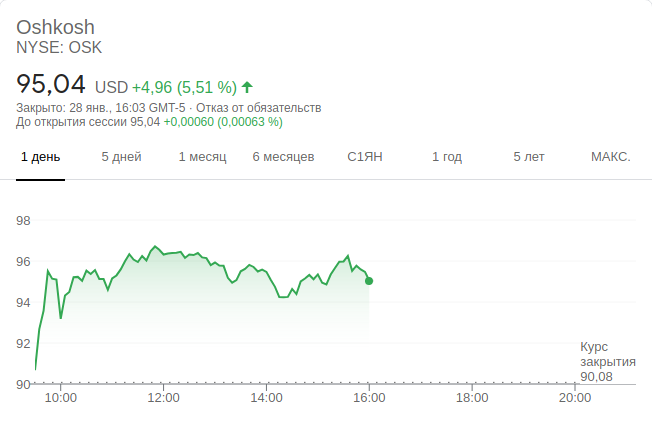 Oshkosh
NYSE: OSK
95,04 USD +4,96 (5,51 %)
Закрыто: 28 янв., 16:03 GMT-5 · Отказ от обязательств
До открытия сессии 95,04 +0,00060 (0,00063 %)
1 день 5 дней 1 месяц 6 месяцев С1ЯН 1 год 5 лет МАКС.
98
96
94
92
Курс
закрытия
90,08
90
10:00 12:00 14:00 16:00 18:00 20:00